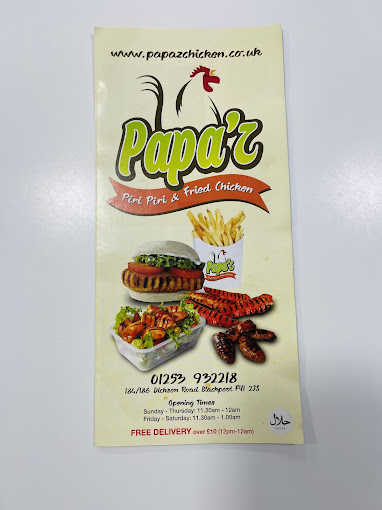 www.papazchicken.co.uk
Papa'z
Piri Piri & Fried Chicken
Papa'z
01253 932218
184/186 Dickson Road Blackpool FY1 2JS
Opening Times
Sunday - Thursday: 11.30am - 12am
Friday - Saturday: 11.30am - 1.00am
FREE DELIVERY over £10 (12pm-12am)
حلال
HALAL